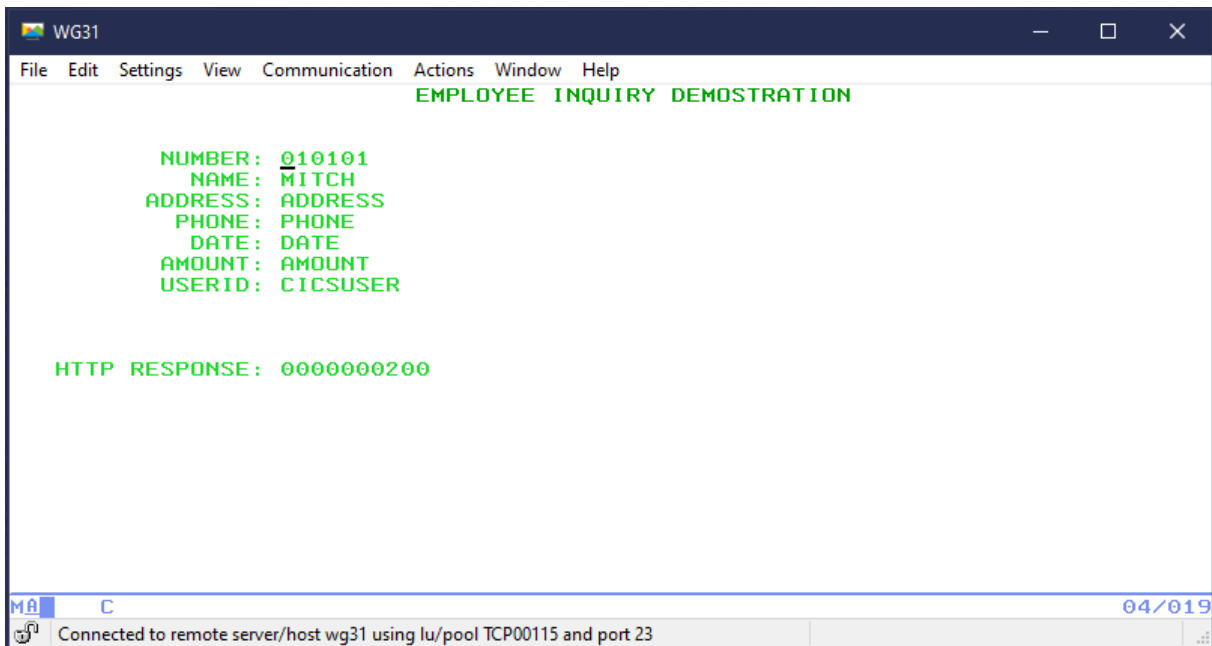 WG31
File Edit Settings View Communication Actions Window Help
EMPLOYEE INQUIRY DEMOSTRATION
NUMBER: 010101
NAME: MITCH
ADDRESS: ADDRESS
PHONE: PHONE
DATE: DATE
AMOUNT: AMOUNT
USERID: CICSUSER
HTTP RESPONSE: 0000000200
MA C 04/019
Connected to remote server/host wg31 using lu/pool TCP00115 and port 23